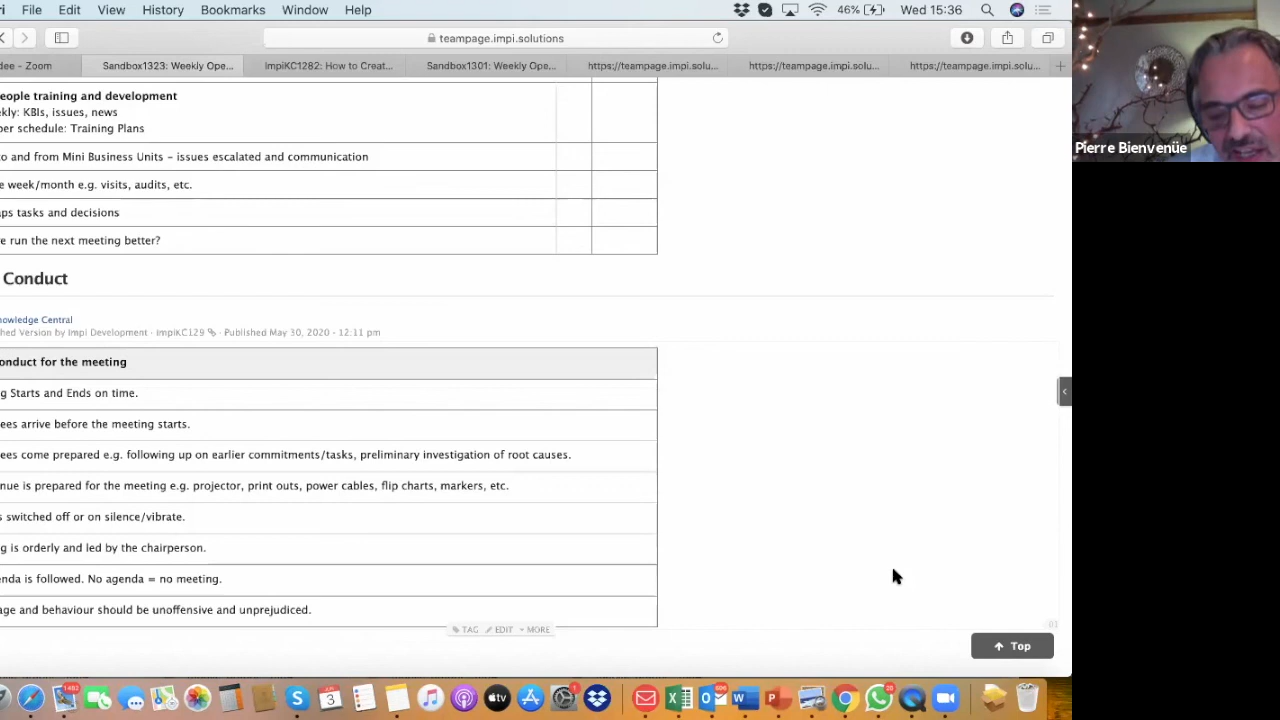 ri File Edit View History Bookmarks Window Help 46% Wed 15:36
teampage.impi.solutions
dee – Zoom Sandbox1323: Weekly Ope... ImpiKC1282: How to Creat... Sandbox1301: Weekly Ope... https://teampage.impi.solu... https://teampage.impi.solu... https://teampage.impi.solu...
eople training and development
kly: KBIs, issues, news
per schedule: Training Plans
to and from Mini Business Units – issues escalated and communication
e week/month e.g. visits, audits, etc.
aps tasks and decisions
e run the next meeting better?
Conduct
nowledge Central
hed Version by Impi Development · ImpiKC129 · Published May 30, 2020 - 12:11 pm
onduct for the meeting
g Starts and Ends on time.
ees arrive before the meeting starts.
ees come prepared e.g. following up on earlier commitments/tasks, preliminary investigation of root causes.
nue is prepared for the meeting e.g. projector, print outs, power cables, flip charts, markers, etc.
s switched off or on silence/vibrate.
g is orderly and led by the chairperson.
enda is followed. No agenda = no meeting.
age and behaviour should be unoffensive and unprejudiced.
TAG EDIT MORE
Top
Pierre Bienvenüe